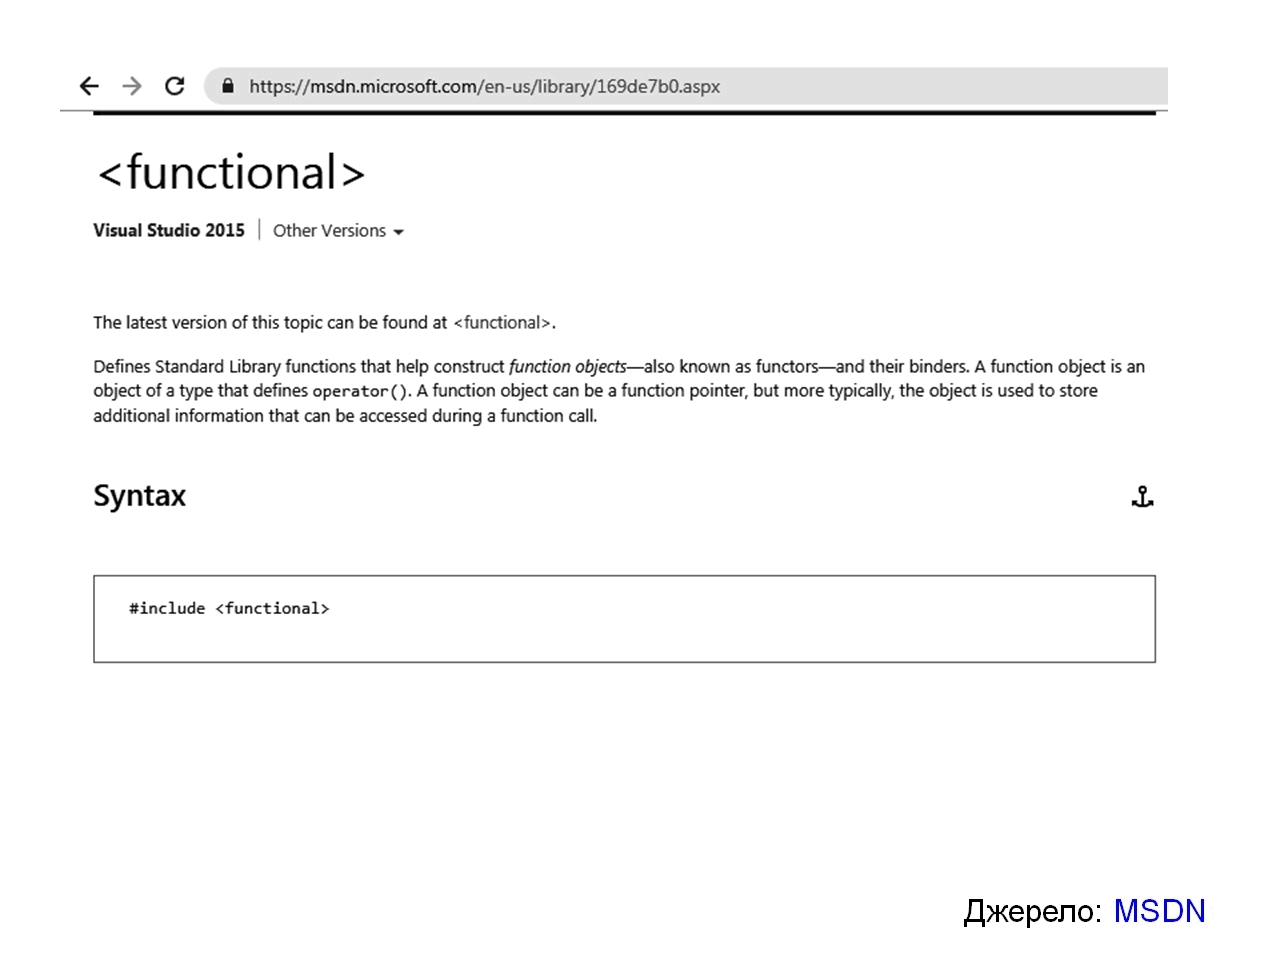 https://msdn.microsoft.com/en-us/library/169de7b0.aspx
<functional>
Visual Studio 2015 | Other Versions
The latest version of this topic can be found at <functional>.
Defines Standard Library functions that help construct function objects—also known as functors—and their binders. A function object is an
object of a type that defines operator(). A function object can be a function pointer, but more typically, the object is used to store
additional information that can be accessed during a function call.
Syntax
#include <functional>
Джерело: MSDN